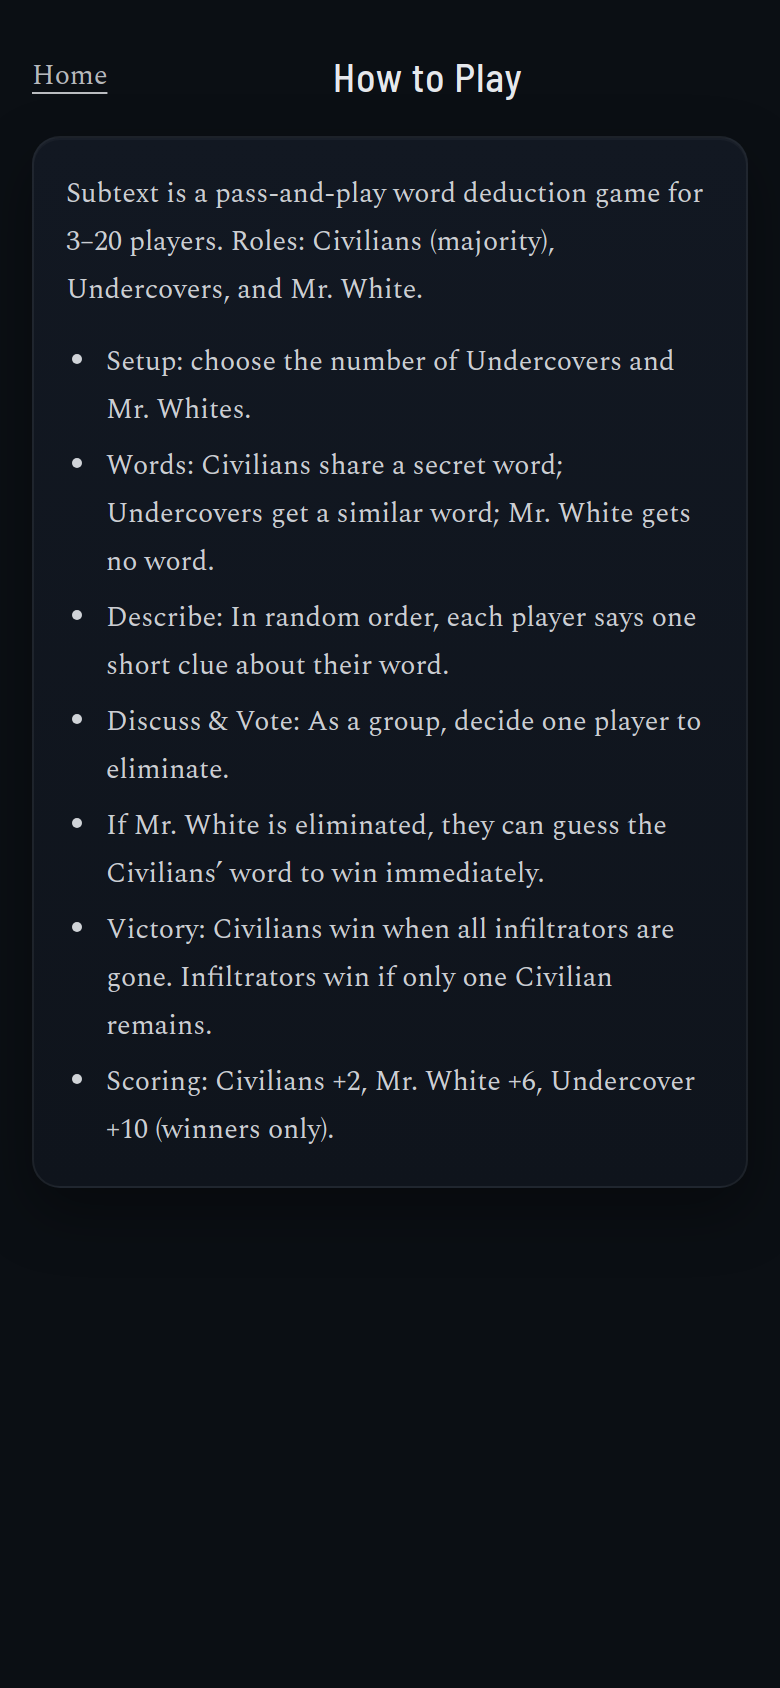 Home
How to Play
Subtext is a pass-and-play word deduction game for
3–20 players. Roles: Civilians (majority),
Undercovers, and Mr. White.
• Setup: choose the number of Undercovers and
Mr. Whites.
• Words: Civilians share a secret word;
Undercovers get a similar word; Mr. White gets
no word.
• Describe: In random order, each player says one
short clue about their word.
• Discuss & Vote: As a group, decide one player to
eliminate.
• If Mr. White is eliminated, they can guess the
Civilians’ word to win immediately.
• Victory: Civilians win when all infiltrators are
gone. Infiltrators win if only one Civilian
remains.
• Scoring: Civilians +2, Mr. White +6, Undercover
+10 (winners only).